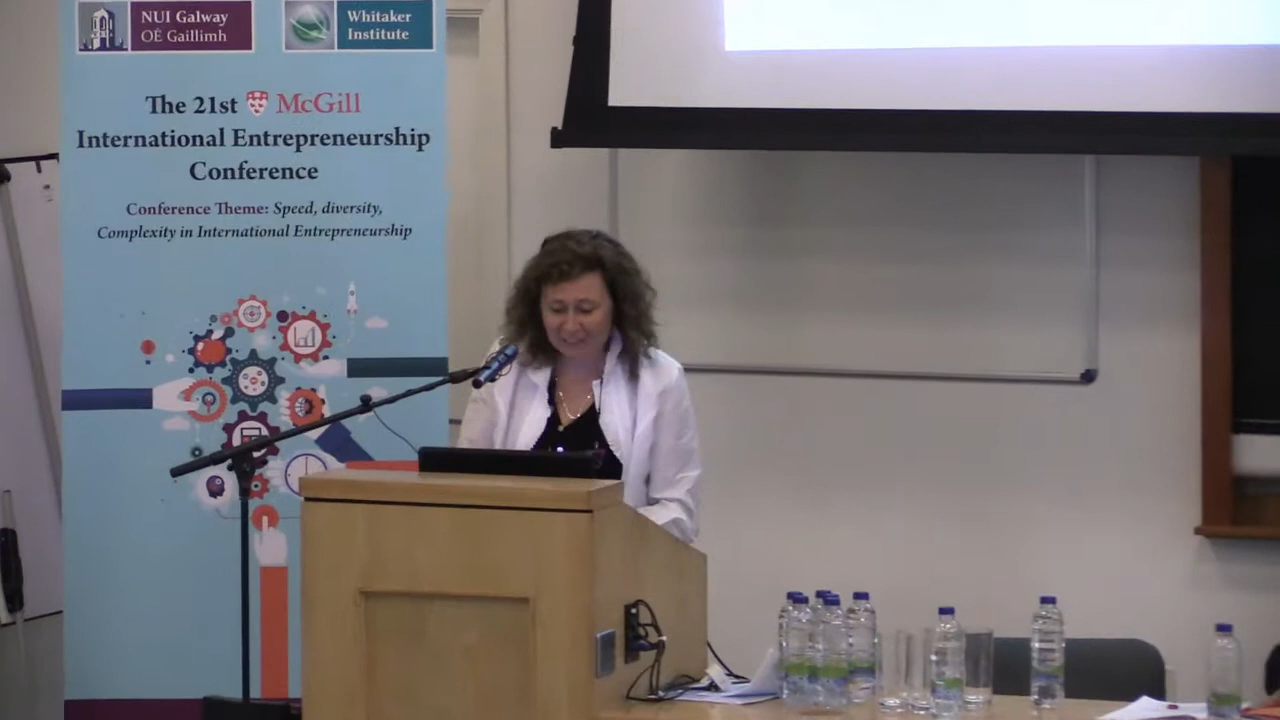 NUI Galway
OÉ Gaillimh
Whitaker
Institute
The 21st McGill
International Entrepreneurship
Conference
Conference Theme: Speed, diversity,
Complexity in International Entrepreneurship